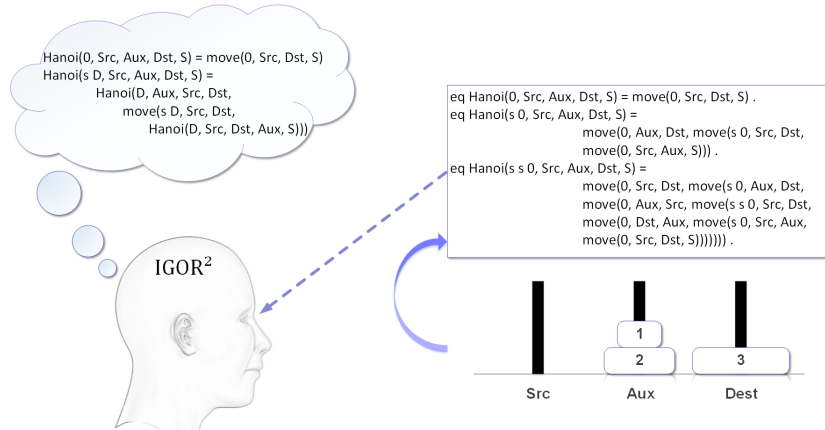 Hanoi(0, Src, Aux, Dst, S) = move(0, Src, Dst, S)
Hanoi(s D, Src, Aux, Dst, S) =
Hanoi(D, Aux, Src, Dst,
move(s D, Src, Dst,
Hanoi(D, Src, Dst, Aux, S)))
IGOR²
eq Hanoi(0, Src, Aux, Dst, S) = move(0, Src, Dst, S) .
eq Hanoi(s 0, Src, Aux, Dst, S) =
move(0, Aux, Dst, move(s 0, Src, Dst,
move(0, Src, Aux, S))) .
eq Hanoi(s s 0, Src, Aux, Dst, S) =
move(0, Src, Dst, move(s 0, Aux, Dst,
move(0, Aux, Src, move(s s 0, Src, Dst,
move(0, Dst, Aux, move(s 0, Src, Aux,
move(0, Src, Dst, S))))))) .
1
2
3
Src
Aux
Dest